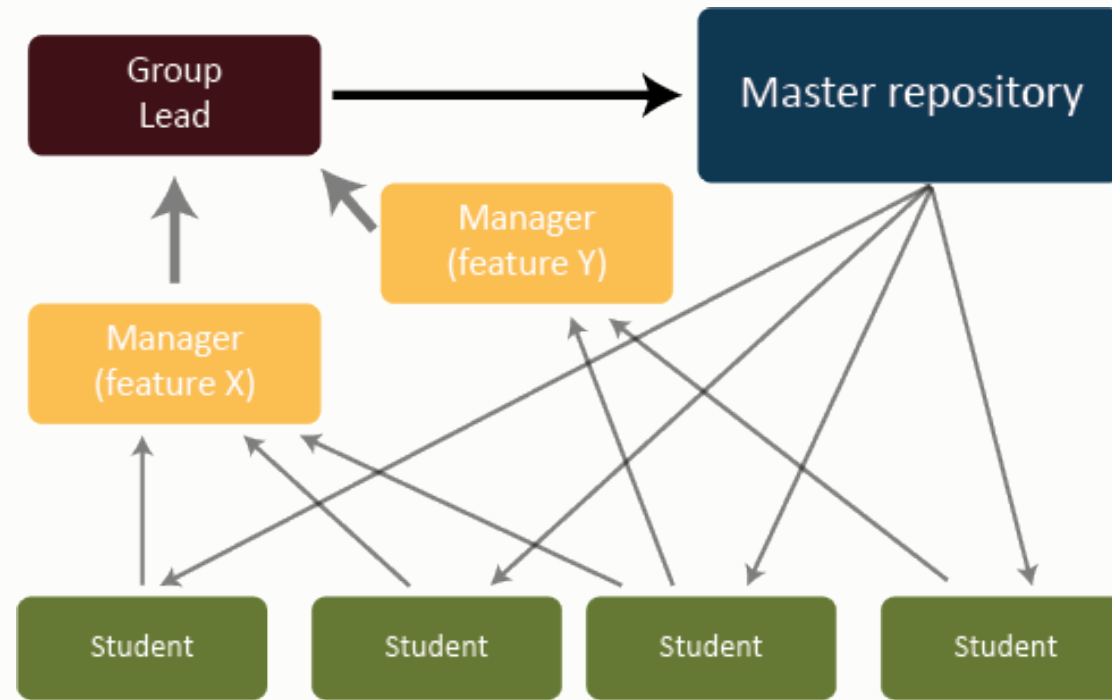 Group
Lead
Master repository
Manager
(feature Y)
Manager
(feature X)
Student
Student
Student
Student